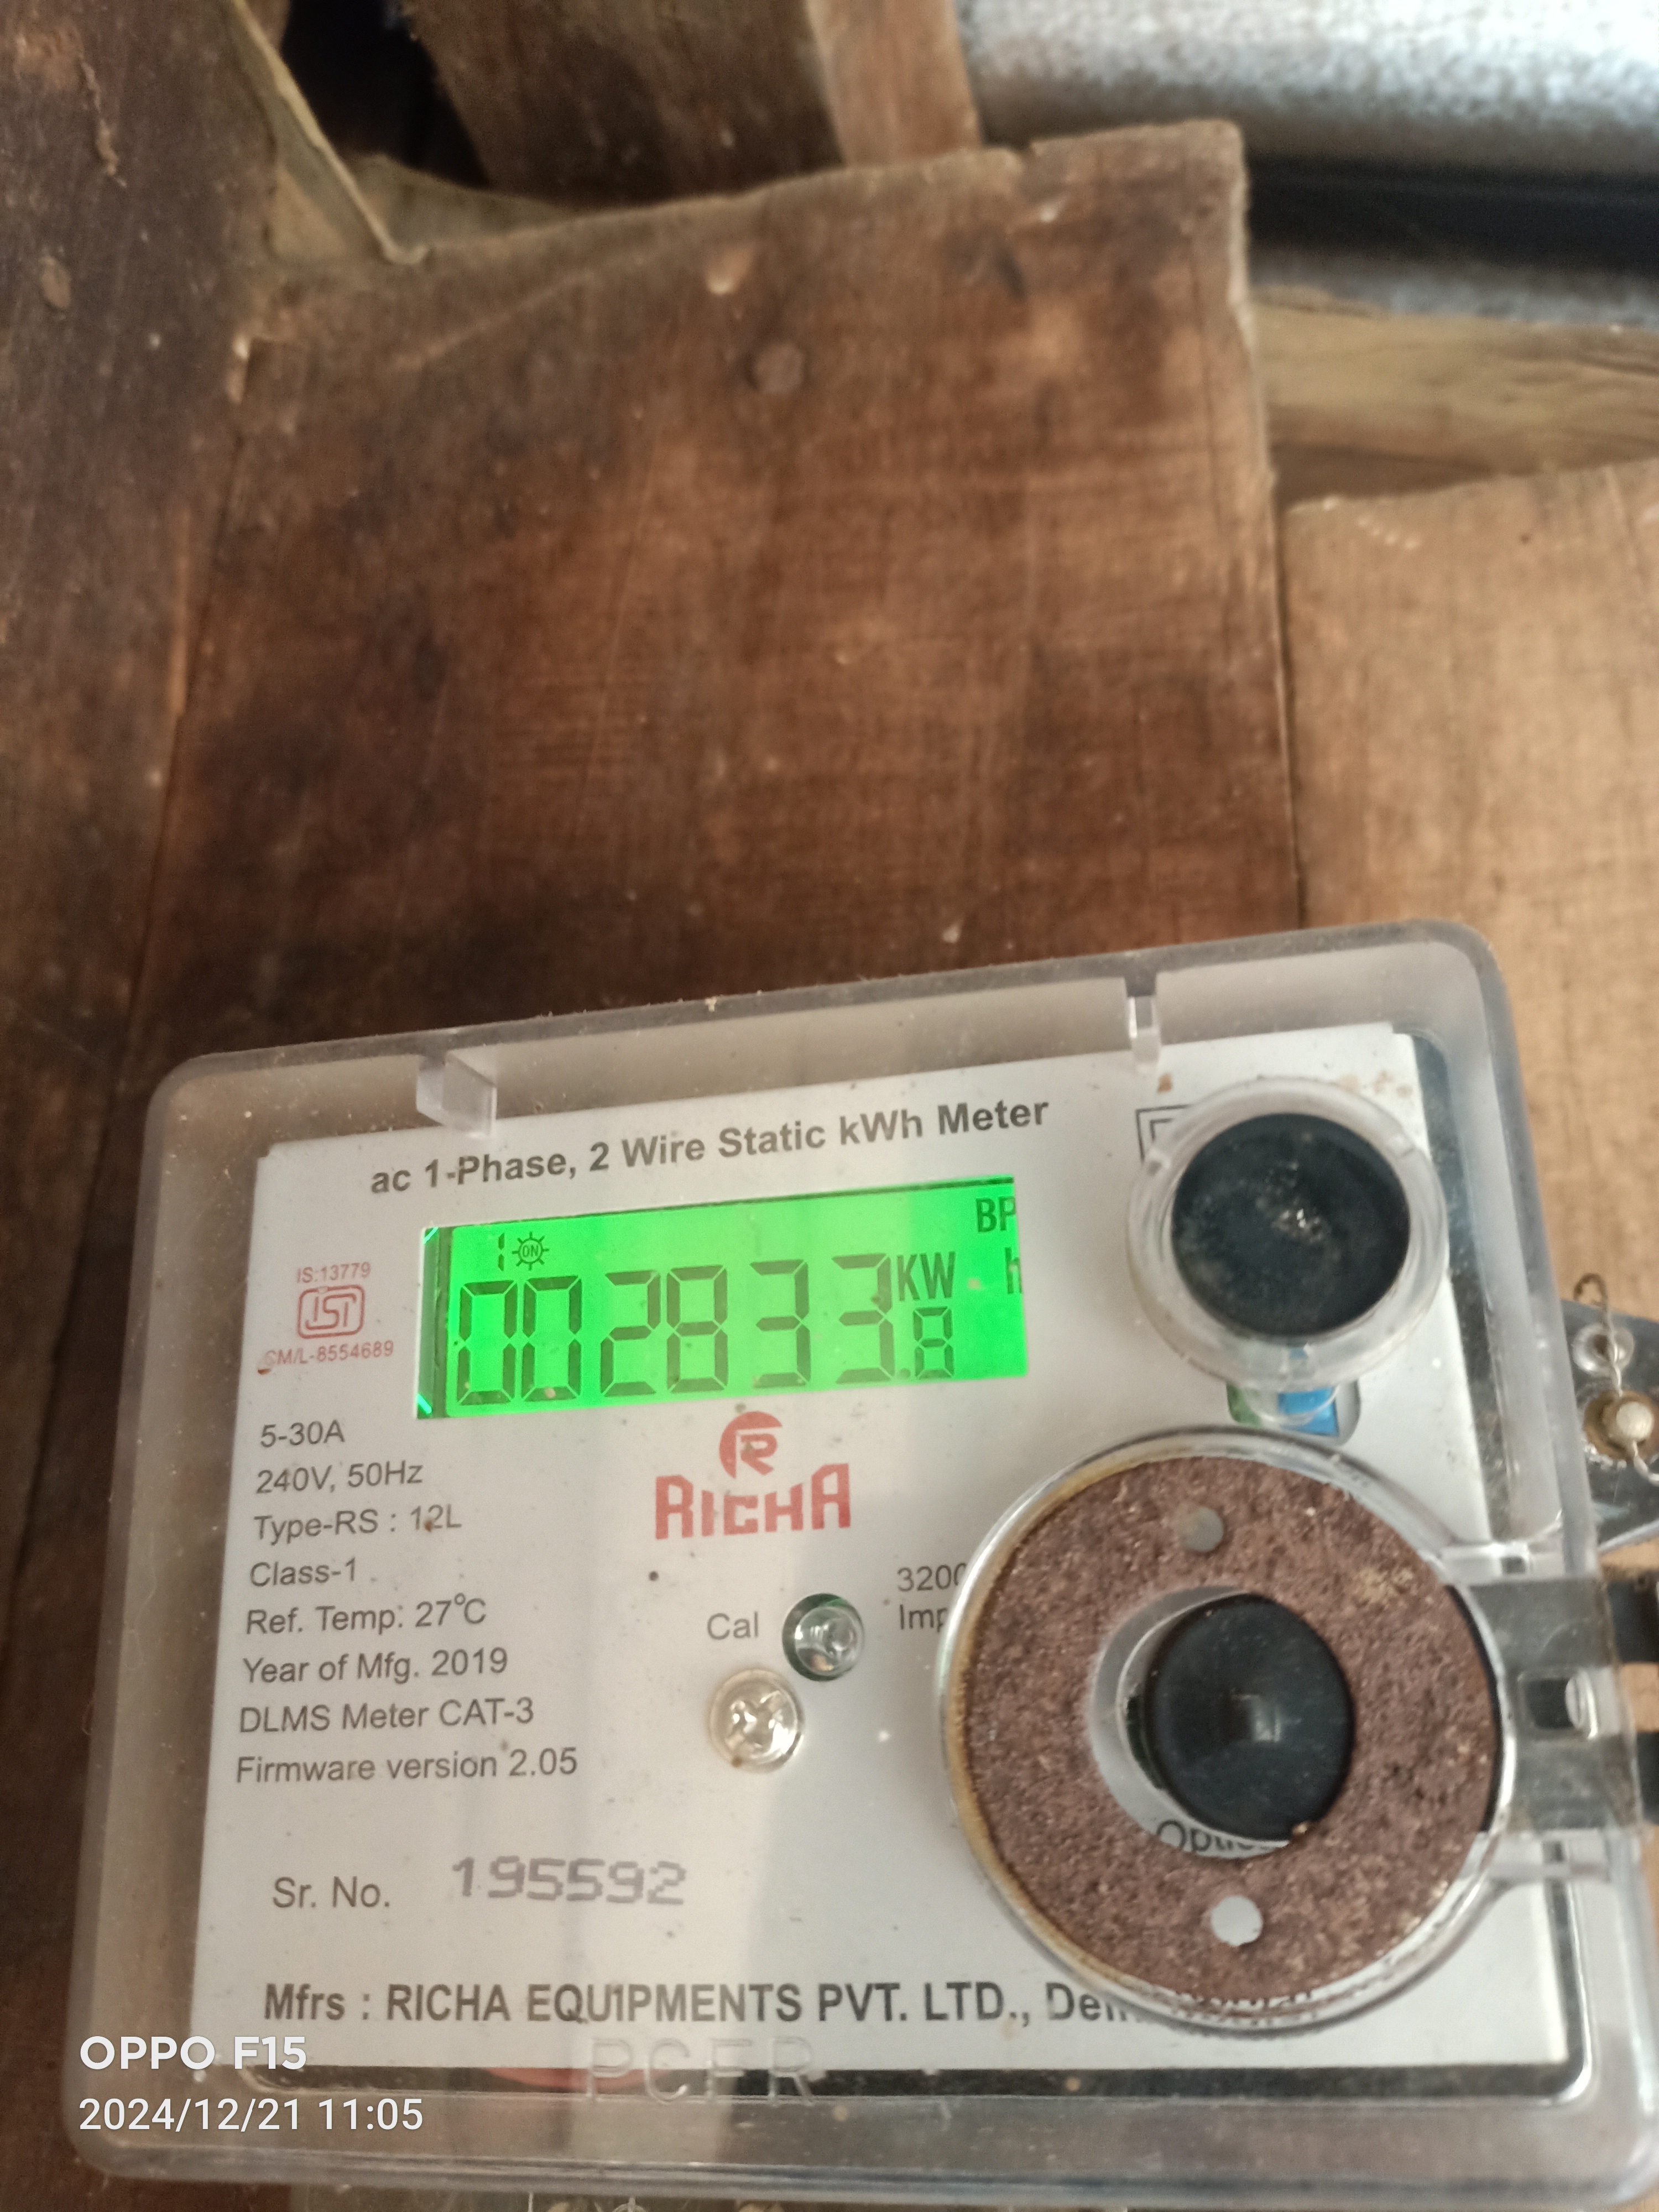 ac 1-Phase, 2 Wire Static kWh Meter
BP
1 ON
KW h
002833.8
IS:13779
ISI
CM/L-8554689
5-30A
240V, 50Hz
Type-RS : 12L
Class-1
Ref. Temp: 27°C
Year of Mfg. 2019
DLMS Meter CAT-3
Firmware version 2.05
R
RICHA
3200
Imp
Cal
Sr. No. 195592
Mfrs : RICHA EQUIPMENTS PVT. LTD.,
OPPO F15
2024/12/21 11:05